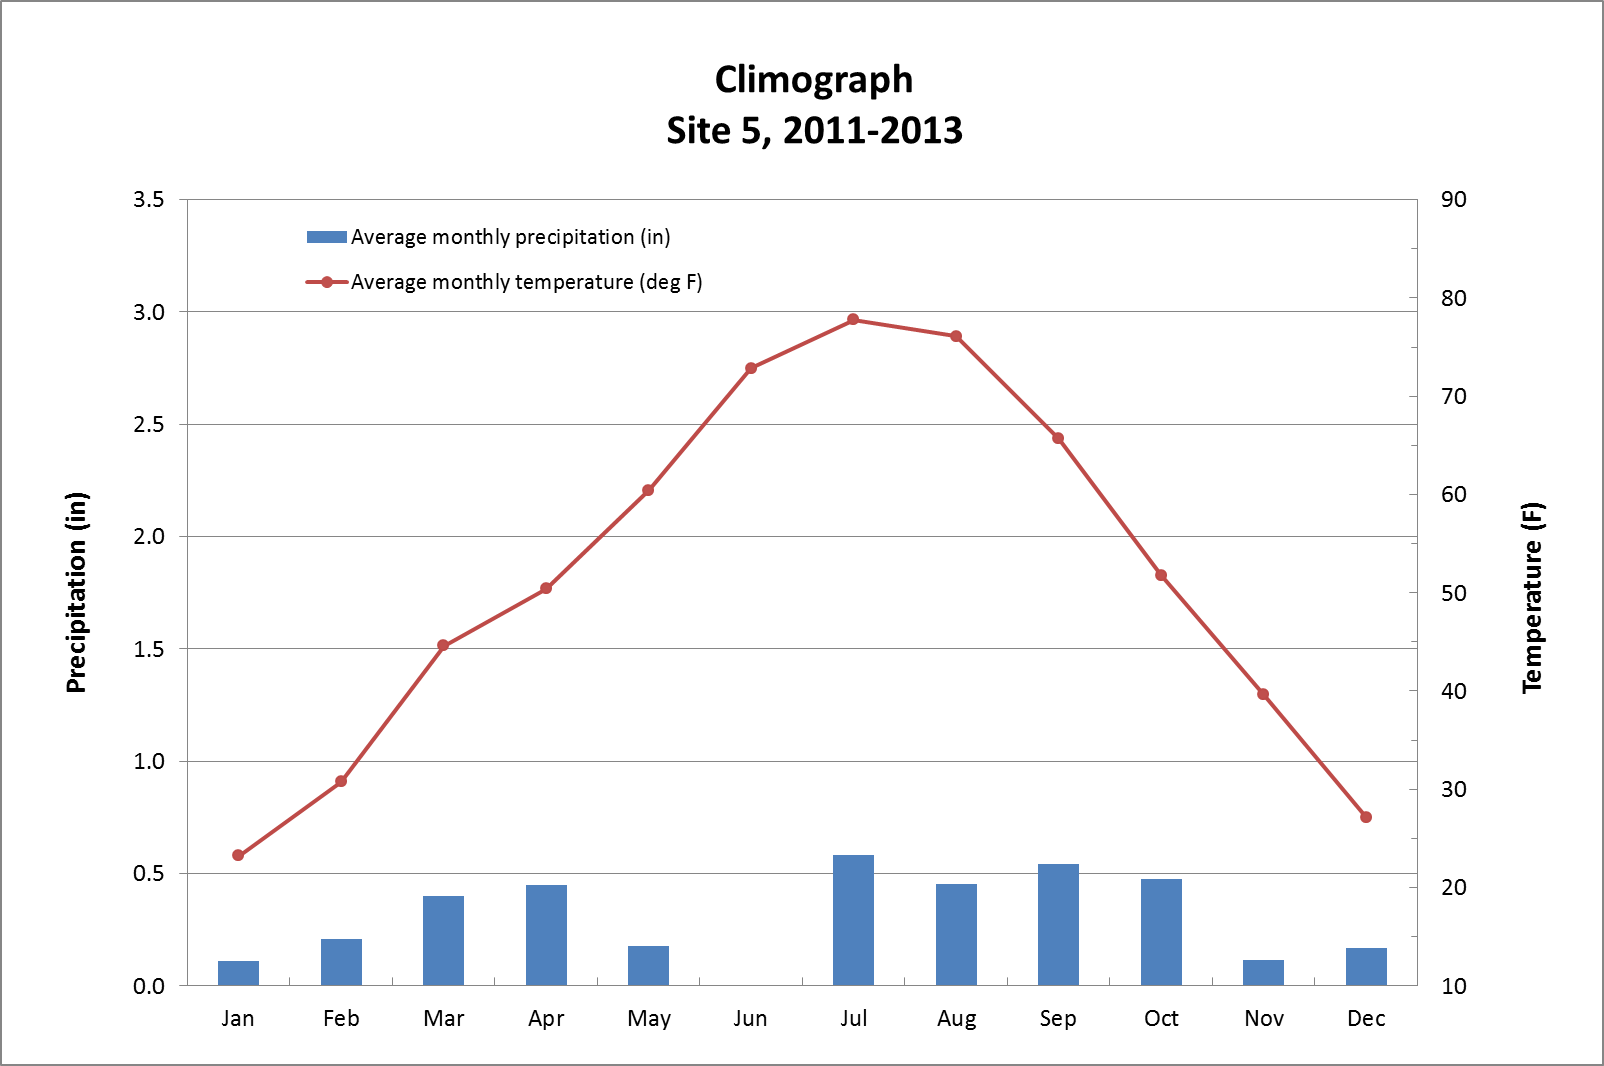 Climograph
Site 5, 2011-2013
3.5
3.0
2.5
2.0
1.5
1.0
0.5
0.0
Precipitation (in)
Average monthly precipitation (in)
Average monthly temperature (deg F)
90
80
70
60
50
40
30
20
10
Temperature (F)
Jan Feb Mar Apr May Jun Jul Aug Sep Oct Nov Dec